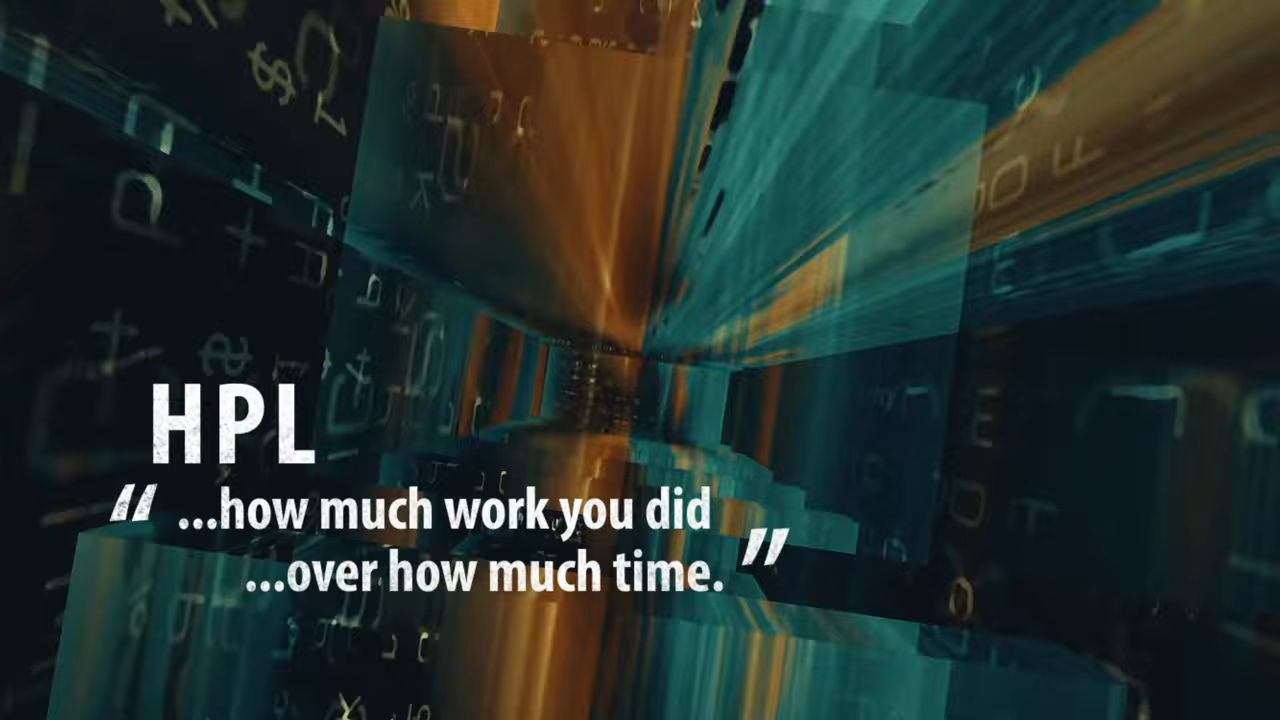 HPL
“ ...how much work you did
...over how much time. ”